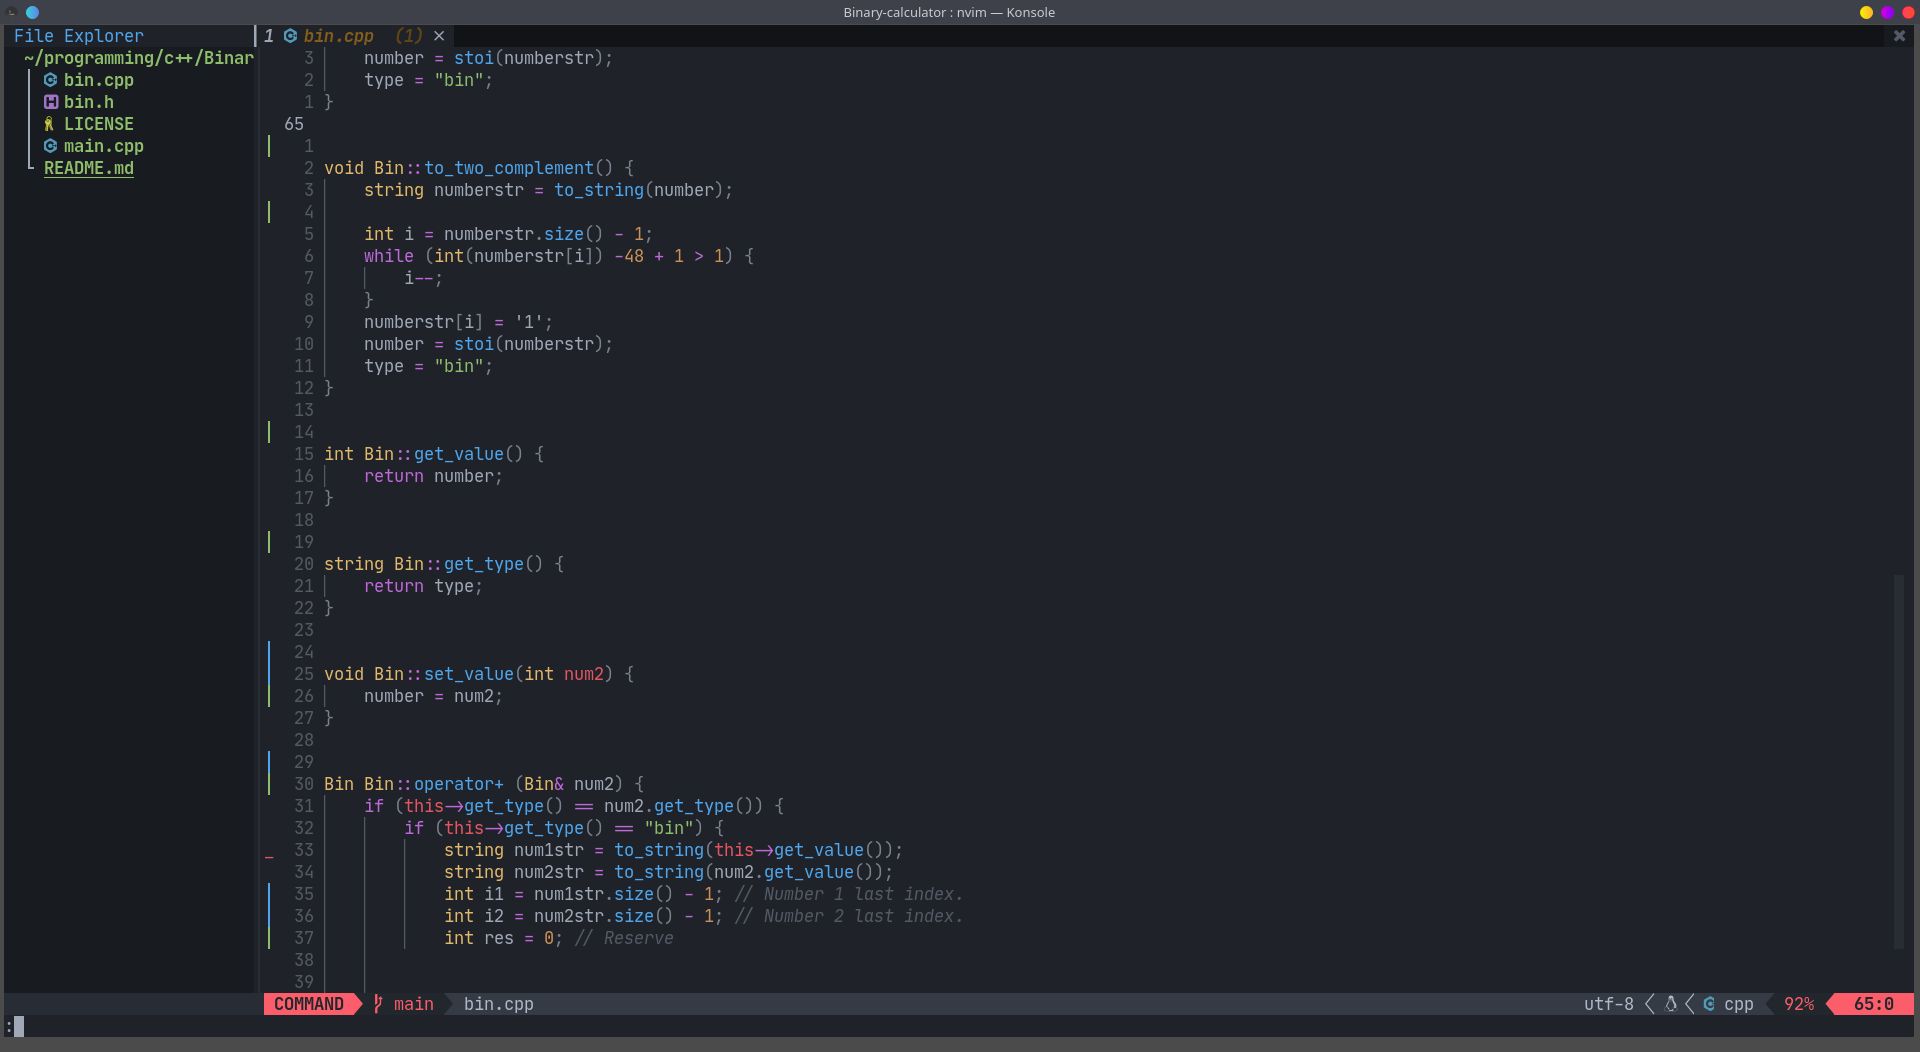 Binary-calculator : nvim — Konsole
File Explorer
~/programming/c++/Binar
bin.cpp
bin.h
LICENSE
main.cpp
README.md
1 bin.cpp (1) ×
3 number = stoi(numberstr);
2 type = "bin";
1 }
65
1
2 void Bin::to_two_complement() {
3 string numberstr = to_string(number);
4
5 int i = numberstr.size() - 1;
6 while (int(numberstr[i]) -48 + 1 > 1) {
7 i--;
8 }
9 numberstr[i] = '1';
10 number = stoi(numberstr);
11 type = "bin";
12 }
13
14
15 int Bin::get_value() {
16 return number;
17 }
18
19
20 string Bin::get_type() {
21 return type;
22 }
23
24
25 void Bin::set_value(int num2) {
26 number = num2;
27 }
28
29
30 Bin Bin::operator+ (Bin& num2) {
31 if (this->get_type() == num2.get_type()) {
32 if (this->get_type() == "bin") {
33 string num1str = to_string(this->get_value());
34 string num2str = to_string(num2.get_value());
35 int i1 = num1str.size() - 1; // Number 1 last index.
36 int i2 = num2str.size() - 1; // Number 2 last index.
37 int res = 0; // Reserve
38
39
COMMAND main bin.cpp utf-8 cpp 92% 65:0
: